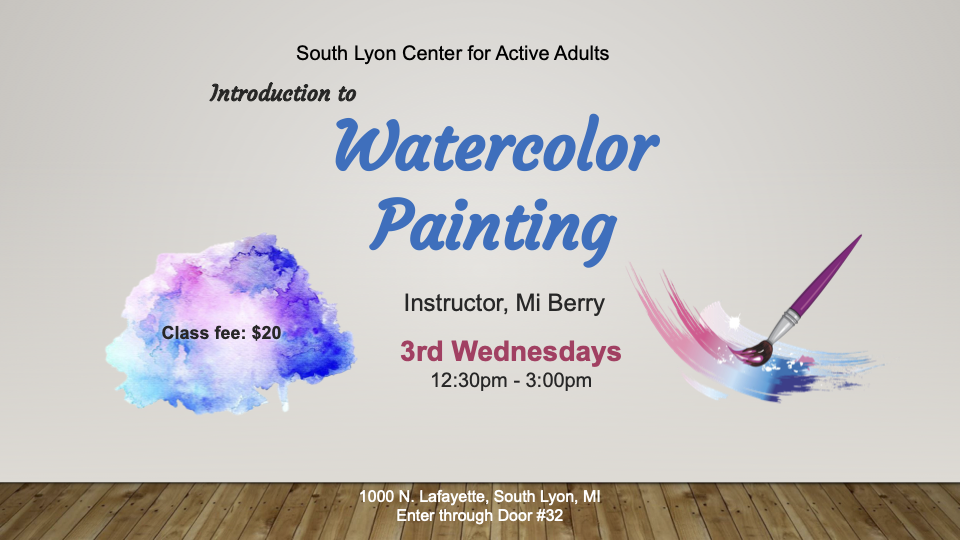 South Lyon Center for Active Adults
Introduction to
Watercolor
Painting
Instructor, Mi Berry
Class fee: $20
3rd Wednesdays
12:30pm - 3:00pm
1000 N. Lafayette, South Lyon, MI
Enter through Door #32